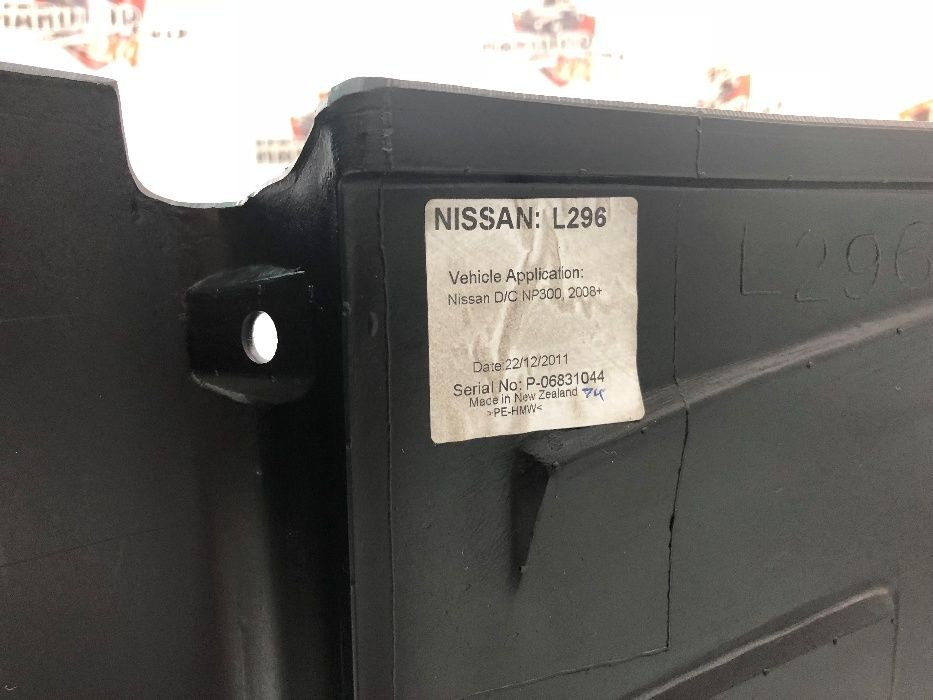 NISSAN: L296
Vehicle Application:
Nissan D/C NP300, 2008+
Date:22/12/2011
Serial No: P-06831044
Made in New Zealand
>PE-HMW<
L296